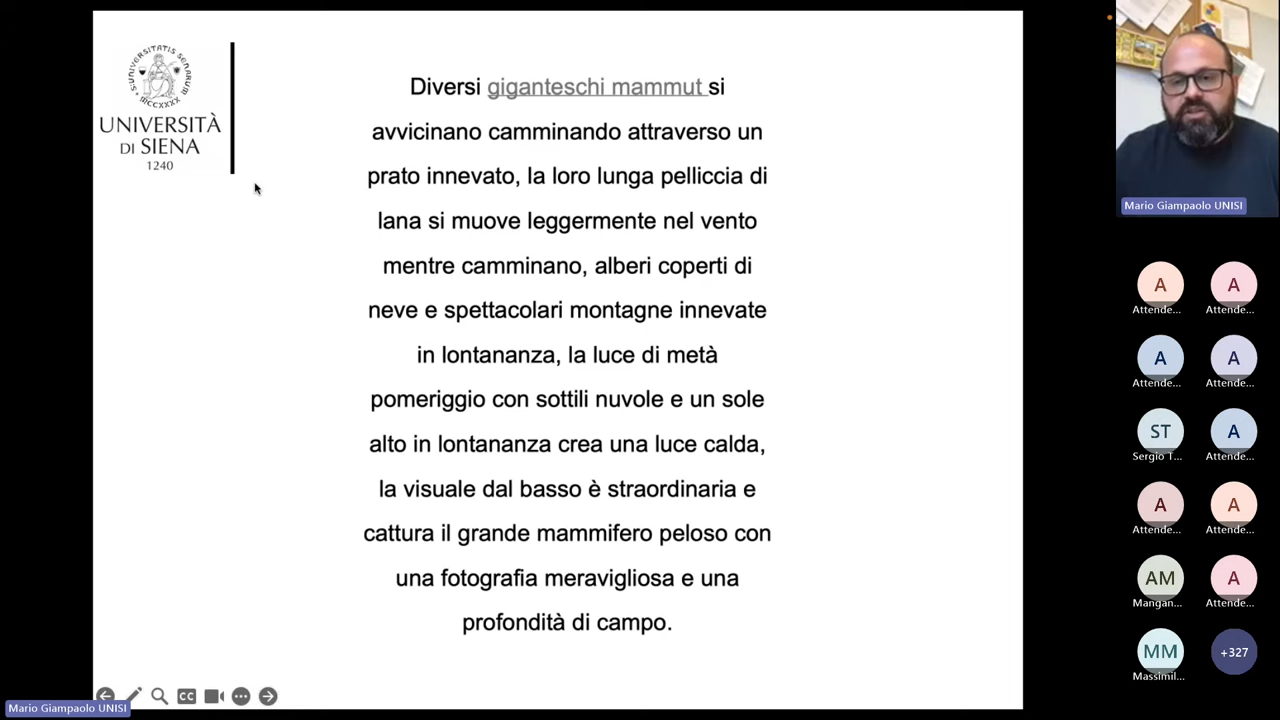 UNIVERSITÀ
DI SIENA
1240
Diversi giganteschi mammut si
avvicinano camminando attraverso un
prato innevato, la loro lunga pelliccia di
lana si muove leggermente nel vento
mentre camminano, alberi coperti di
neve e spettacolari montagne innevate
in lontananza, la luce di metà
pomeriggio con sottili nuvole e un sole
alto in lontananza crea una luce calda,
la visuale dal basso è straordinaria e
cattura il grande mammifero peloso con
una fotografia meravigliosa e una
profondità di campo.
CC
Mario Giampaolo UNISI
Mario Giampaolo UNISI
A A
Attende... Attende...
A A
Attende... Attende...
ST A
Sergio T... Attende...
A A
Attende... Attende...
AM A
Mangan... Attende...
MM +327
Massimil...